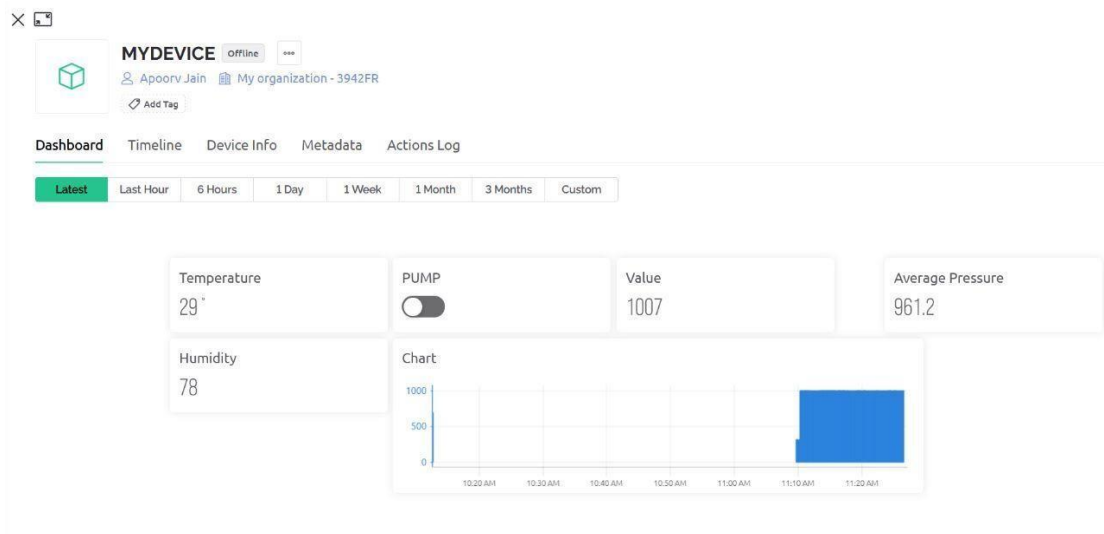 MYDEVICE Offline
Apoorv Jain My organization - 3942FR
Add Tag
Dashboard Timeline Device Info Metadata Actions Log
Latest Last Hour 6 Hours 1 Day 1 Week 1 Month 3 Months Custom
Temperature PUMP Value Average Pressure
29° 1007 961.2
Humidity Chart
78
1000
500
0
10:20 AM 10:30 AM 10:40 AM 10:50 AM 11:00 AM 11:10 AM 11:20 AM